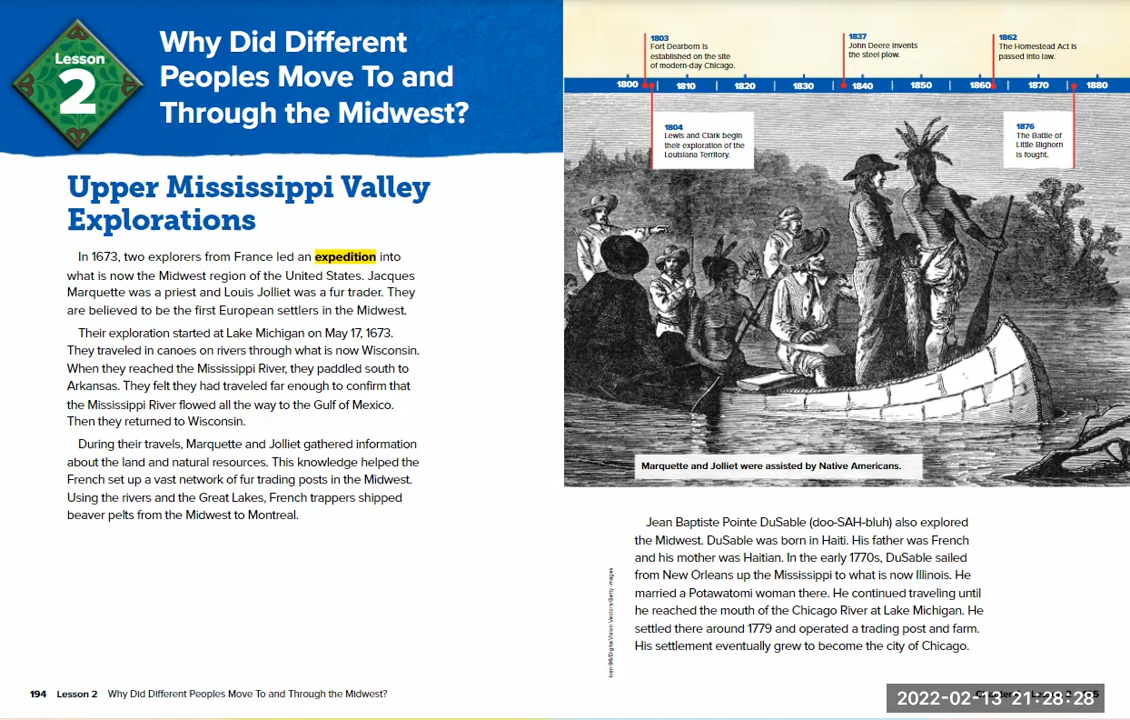 Lesson
2
Why Did Different
Peoples Move To and
Through the Midwest?
Upper Mississippi Valley
Explorations
In 1673, two explorers from France led an expedition into
what is now the Midwest region of the United States. Jacques
Marquette was a priest and Louis Jolliet was a fur trader. They
are believed to be the first European settlers in the Midwest.
Their exploration started at Lake Michigan on May 17, 1673.
They traveled in canoes on rivers through what is now Wisconsin.
When they reached the Mississippi River, they paddled south to
Arkansas. They felt they had traveled far enough to confirm that
the Mississippi River flowed all the way to the Gulf of Mexico.
Then they returned to Wisconsin.
During their travels, Marquette and Jolliet gathered information
about the land and natural resources. This knowledge helped the
French set up a vast network of fur trading posts in the Midwest.
Using the rivers and the Great Lakes, French trappers shipped
beaver pelts from the Midwest to Montreal.
194 Lesson 2 Why Did Different Peoples Move To and Through the Midwest?
1803
Fort Dearborn is
established on the site
of modern-day Chicago.
1837
John Deere invents
the steel plow.
1862
The Homestead Act is
passed into law.
1800 1810 1820 1830 1840 1850 1860 1870 1880
1804
Lewis and Clark begin
their exploration of the
Louisiana Territory.
1876
The Battle of
Little Bighorn
is fought.
Marquette and Jolliet were assisted by Native Americans.
Jean Baptiste Pointe DuSable (doo-SAH-bluh) also explored
the Midwest. DuSable was born in Haiti. His father was French
and his mother was Haitian. In the early 1770s, DuSable sailed
from New Orleans up the Mississippi to what is now Illinois. He
married a Potawatomi woman there. He continued traveling until
he reached the mouth of the Chicago River at Lake Michigan. He
settled there around 1779 and operated a trading post and farm.
His settlement eventually grew to become the city of Chicago.
Vectors/Getty Images
2022-02-13 21:28:28